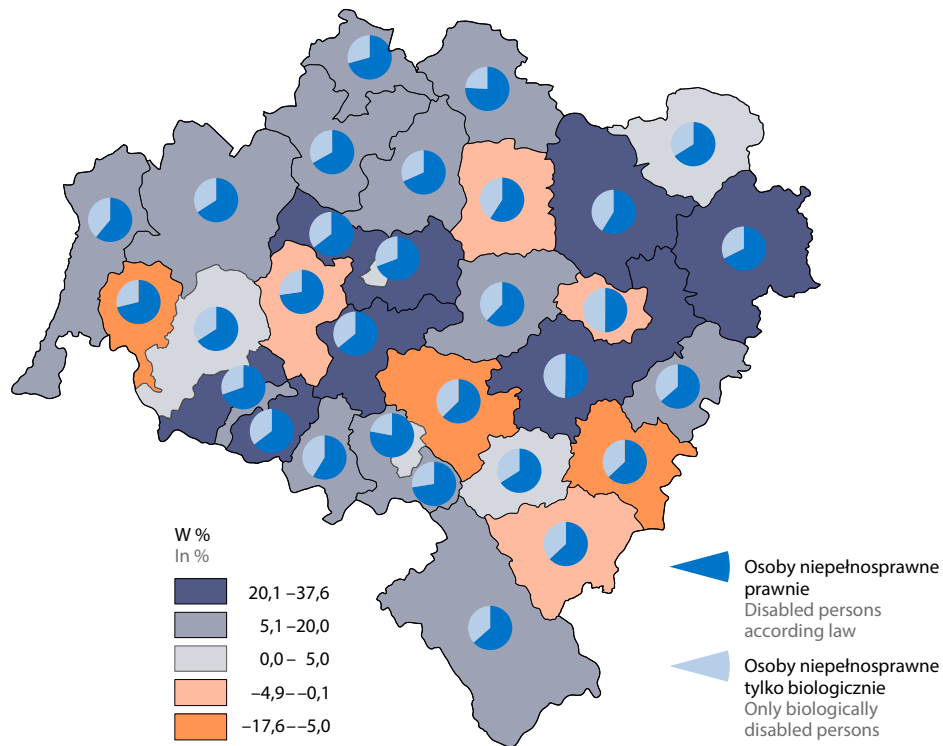 W %
In %
20,1 –37,6
5,1 –20,0
0,0 – 5,0
–4,9 – –0,1
–17,6 – –5,0
Osoby niepełnosprawne
prawnie
Disabled persons
according law
Osoby niepełnosprawne
tylko biologicznie
Only biologically
disabled persons